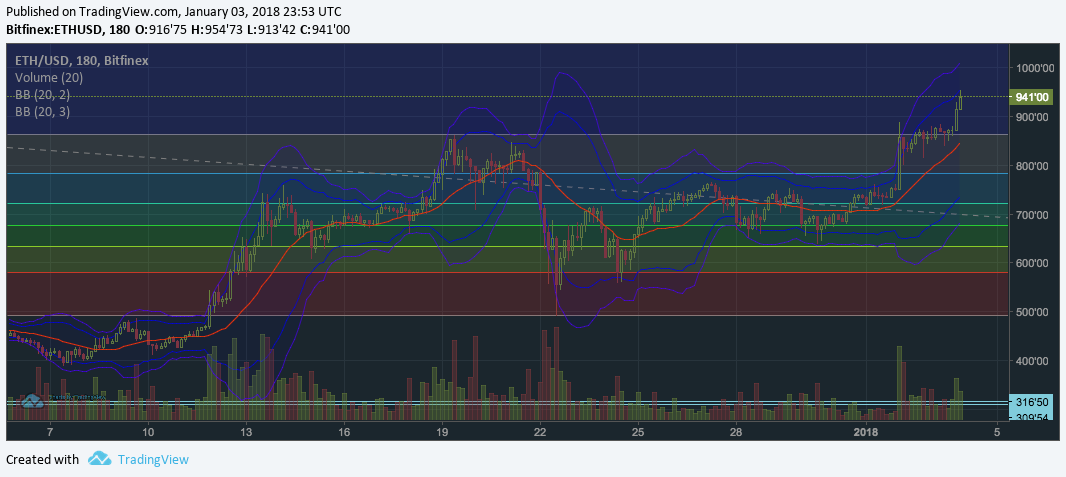 Published on TradingView.com, January 03, 2018 23:53 UTC
Bitfinex:ETHUSD, 180 O:916'75 H:954'73 L:913'42 C:941'00
ETH/USD, 180, Bitfinex
Volume (20)
BB (20, 2)
BB (20, 3)
1000'00
941'00
900'00
800'00
700'00
600'00
500'00
400'00
316'50
309'54
7 10 13 16 19 22 25 28 2018 5
Created with TradingView